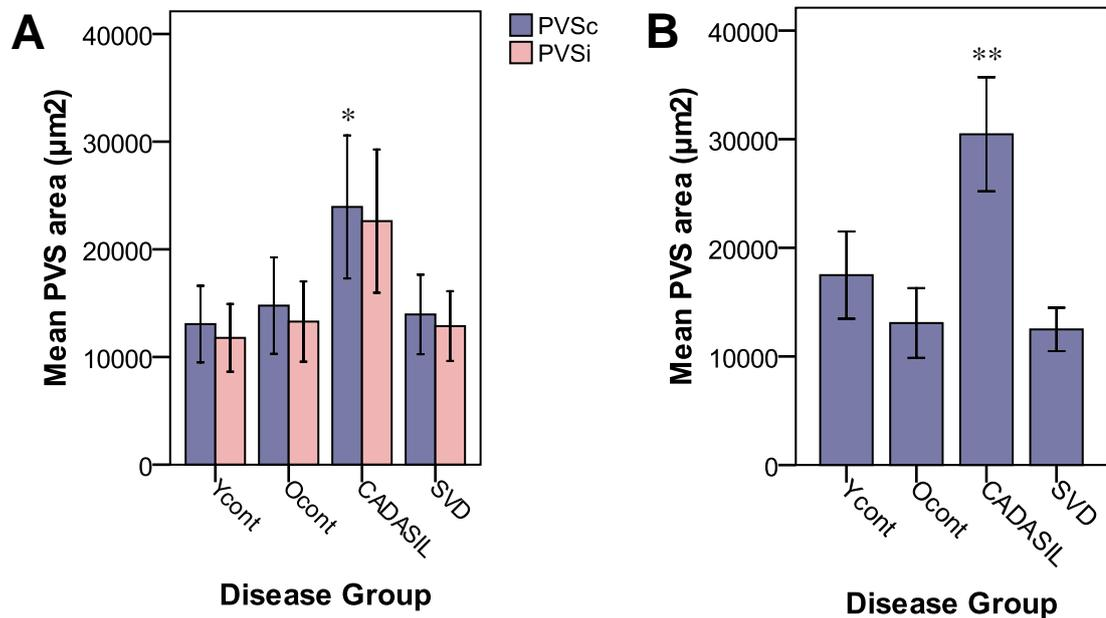 A
Mean PVS area (µm2)
40000
30000
20000
10000
0
*
Ycont
Ocont
CADASIL
SVD
Disease Group
PVSc
PVSi
B
Mean PVS area (µm2)
40000
30000
20000
10000
0
**
Ycont
Ocont
CADASIL
SVD
Disease Group